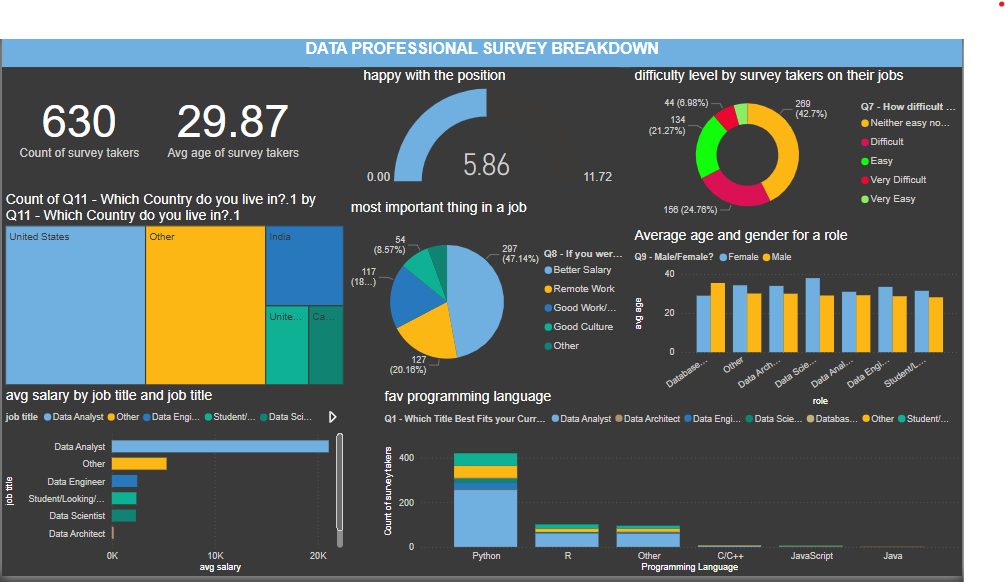 DATA PROFESSIONAL SURVEY BREAKDOWN
630
Count of survey takers
29.87
Avg age of survey takers
happy with the position
0.00
5.86
11.72
difficulty level by survey takers on their jobs
44 (6.98%)
134
(21.27%)
269
(42.7%)
156 (24.76%)
Q7 - How difficult ...
Neither easy no...
Difficult
Easy
Very Difficult
Very Easy
Count of Q11 - Which Country do you live in?.1 by
Q11 - Which Country do you live in?.1
United States
Other
India
Unite...
Ca...
most important thing in a job
54
(8.57%)
117
(18...)
127
(20.16%)
297
(47.14%)
Q8 - If you wer...
Better Salary
Remote Work
Good Work/...
Good Culture
Other
Average age and gender for a role
Q9 - Male/Female?
Female
Male
avg age
40
20
0
Database...
Other
Data Arch...
Data Scie...
Data Anal...
Data Engi...
Student/L...
role
avg salary by job title and job title
job title
Data Analyst
Other
Data Engi...
Student/...
Data Sci...
job title
Data Analyst
Other
Data Engineer
Student/Looking/...
Data Scientist
Data Architect
0K
10K
20K
avg salary
fav programming language
Q1 - Which Title Best Fits your Curr...
Data Analyst
Data Architect
Data Engi...
Data Scie...
Databas...
Other
Student/...
Count of survey takers
400
200
0
Python
R
Other
C/C++
JavaScript
Java
Programming Language